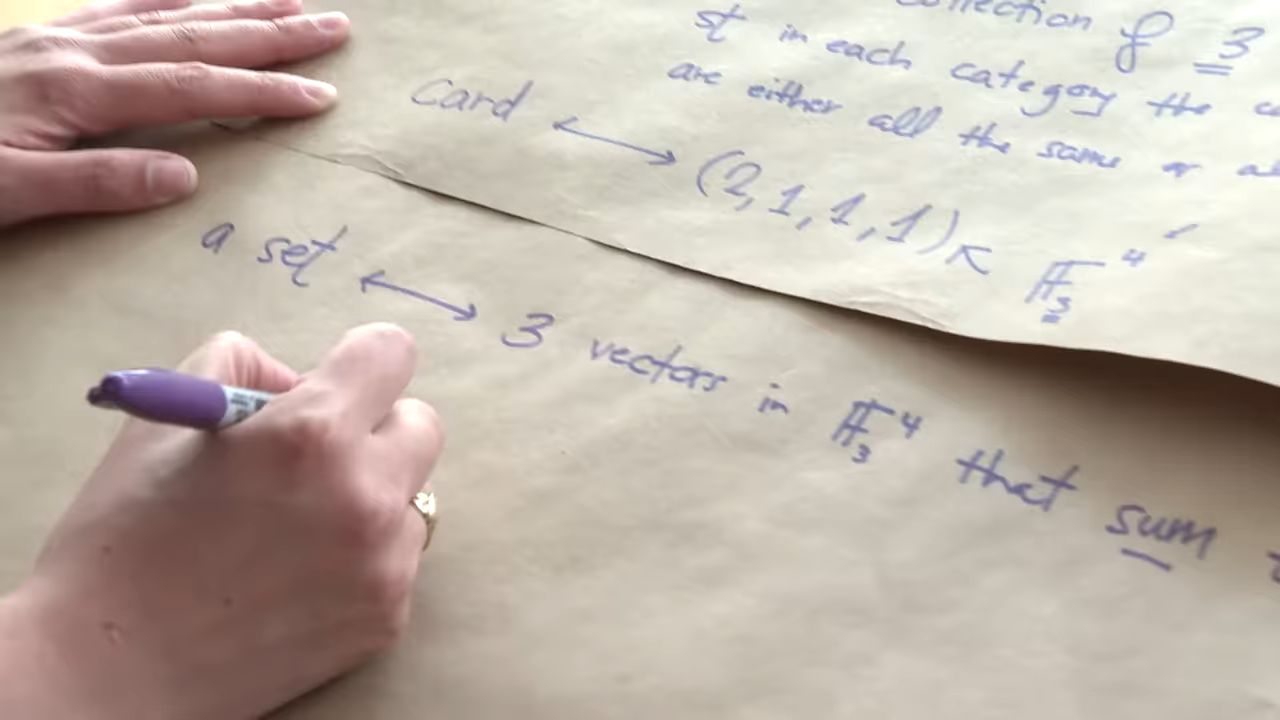 collection of 3
st in each category the
are either all the same or
Card ↔ (2, 1, 1, 1) ∈ 𝔽₃⁴
a set ↔ 3 vectors in 𝔽₃⁴ that sum